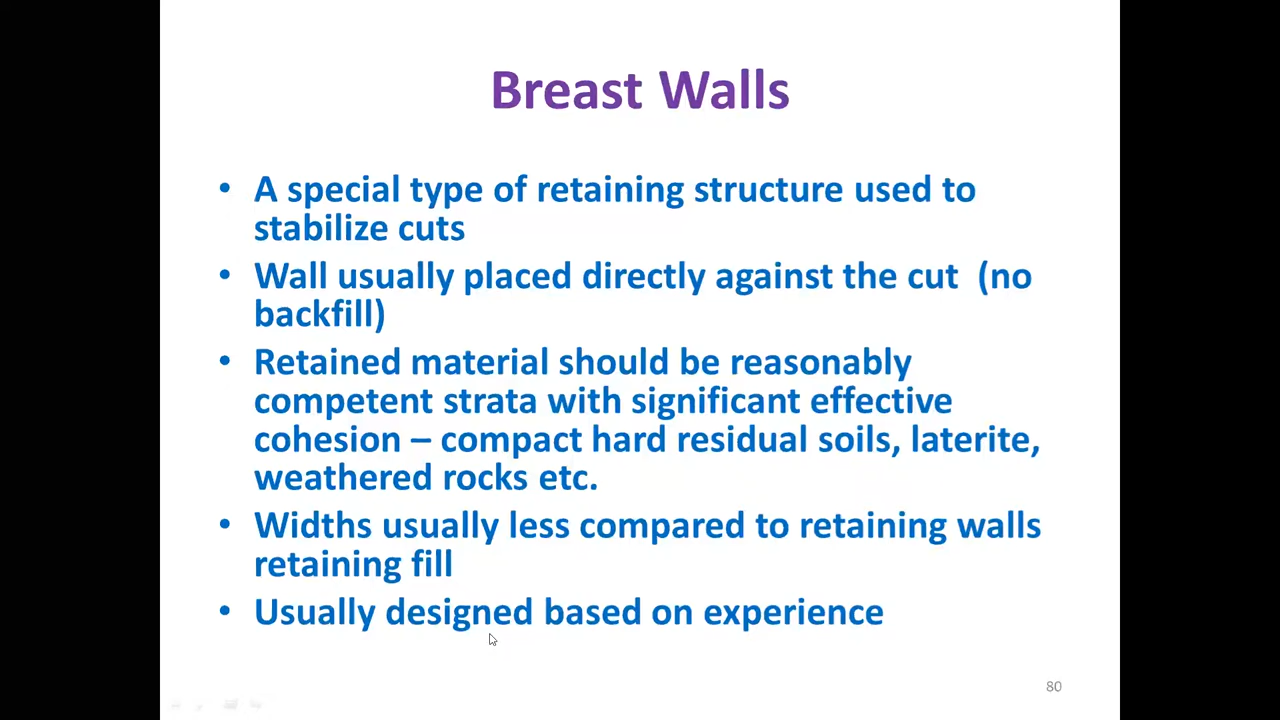 Breast Walls
• A special type of retaining structure used to
stabilize cuts
• Wall usually placed directly against the cut  (no
backfill)
• Retained material should be reasonably
competent strata with significant effective
cohesion – compact hard residual soils, laterite,
weathered rocks etc.
• Widths usually less compared to retaining walls
retaining fill
• Usually designed based on experience
80